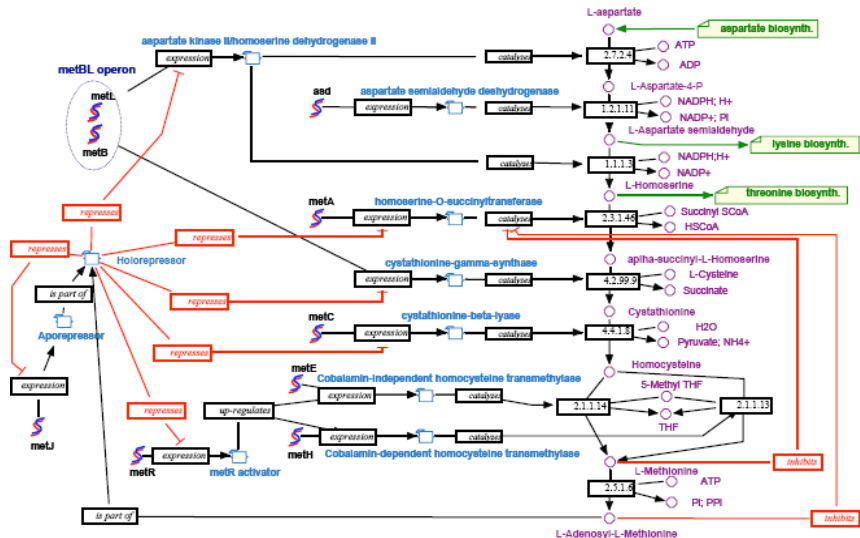 L-aspartate
aspartate biosynth.
aspartate kinase II/homoserine dehydrogenase II
expression
catalyses
2.7.2.4
ATP
ADP
metBL operon
metL
metB
L-Aspartate-4-P
asd
aspartate semialdehyde deshydrogenase
expression
catalyses
1.2.1.11
NADPH; H+
NADP+; PI
L-Aspartate semialdehyde
lysine biosynth.
catalyses
1.1.1.3
NADPH;H+
NADP+
L-Homoserine
threonine biosynth.
represses
metA
homoserine-O-succinyltransferase
expression
catalyses
2.3.1.46
Succinyl SCoA
HSCoA
represses
represses
Holorepressor
alpha-succinyl-L-Homoserine
cystathionine-gamma-synthase
expression
catalyses
4.2.99.9
L-Cysteine
Succinate
is part of
represses
Aporepressor
Cystathionine
metC
cystathionine-beta-lyase
expression
catalyses
4.4.1.8
H2O
Pyruvate; NH4+
represses
Homocysteine
metE
Cobalamin-independent homocysteine transmethylase
expression
catalyses
2.1.1.14
5-Methyl THF
THF
2.1.1.13
expression
metJ
represses
up-regulates
expression
catalyses
metH
Cobalamin-dependent homocysteine transmethylase
expression
metR
metR activator
L-Methionine
inhibits
2.5.1.6
ATP
PI; PPI
is part of
L-Adenosyl-L-Methionine
inhibits